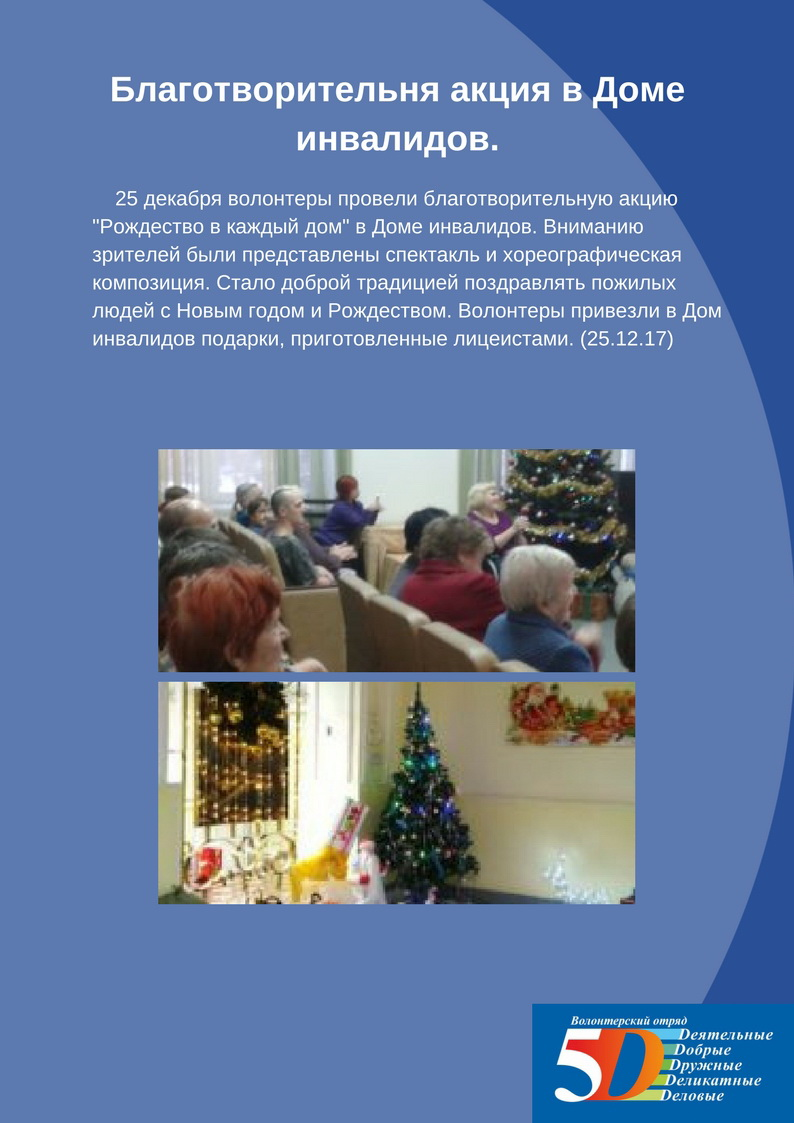 Благотворительня акция в Доме
инвалидов.
25 декабря волонтеры провели благотворительную акцию
"Рождество в каждый дом" в Доме инвалидов. Вниманию
зрителей были представлены спектакль и хореографическая
композиция. Стало доброй традицией поздравлять пожилых
людей с Новым годом и Рождеством. Волонтеры привезли в Дом
инвалидов подарки, приготовленные лицеистами. (25.12.17)
Волонтерский отряд
5D
Деятельные
Добрые
Дружные
Деликатные
Деловые